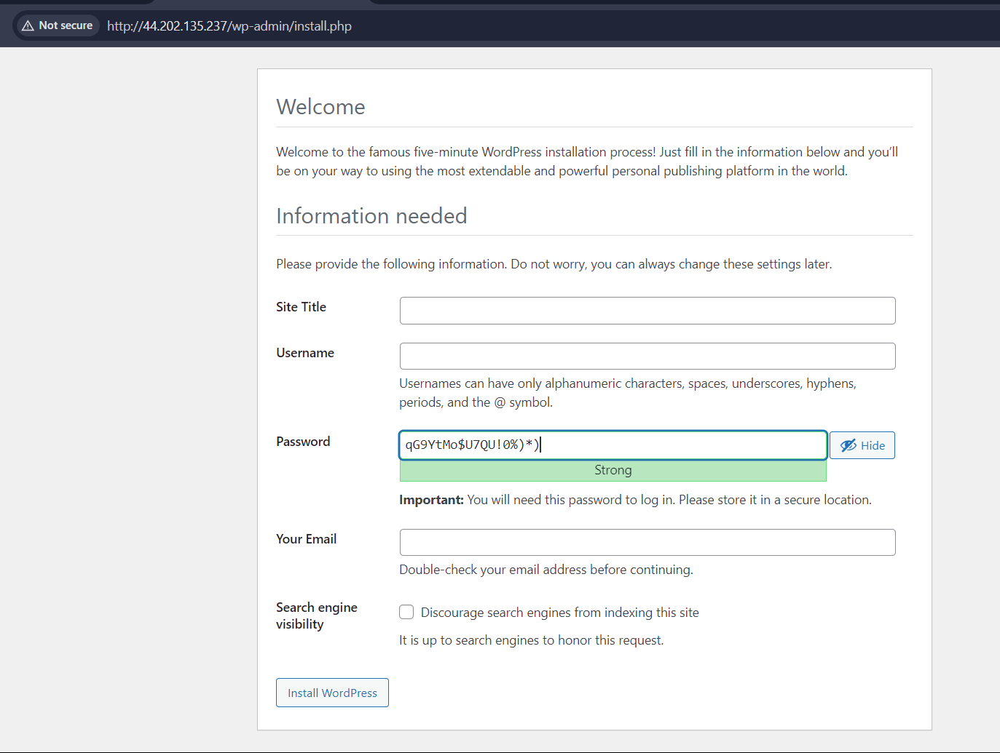 Not secure http://44.202.135.237/wp-admin/install.php
Welcome
Welcome to the famous five-minute WordPress installation process! Just fill in the information below and you’ll
be on your way to using the most extendable and powerful personal publishing platform in the world.
Information needed
Please provide the following information. Do not worry, you can always change these settings later.
Site Title
Username
Usernames can have only alphanumeric characters, spaces, underscores, hyphens,
periods, and the @ symbol.
Password qG9YtMo$U7QU!0%)*) Hide
Strong
Important: You will need this password to log in. Please store it in a secure location.
Your Email
Double-check your email address before continuing.
Search engine
visibility
Discourage search engines from indexing this site
It is up to search engines to honor this request.
Install WordPress